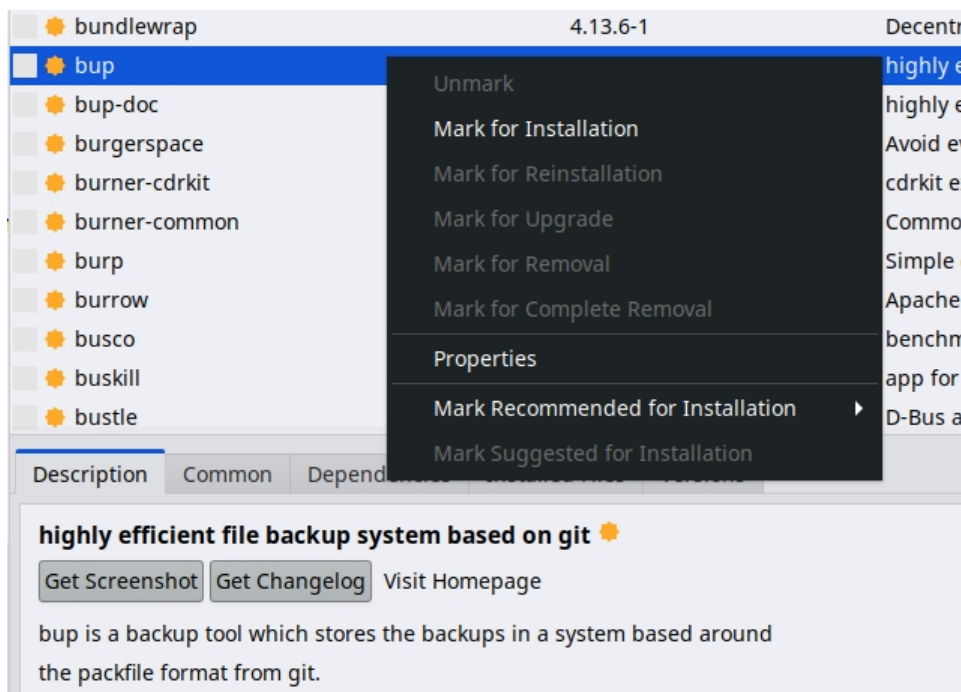 bundlewrap 4.13.6-1 Decentr
bup highly e
bup-doc highly e
burgerspace Avoid e
burner-cdrkit cdrkit e
burner-common Commo
burp Simple
burrow Apache
busco benchm
buskill app for
bustle D-Bus a
Unmark
Mark for Installation
Mark for Reinstallation
Mark for Upgrade
Mark for Removal
Mark for Complete Removal
Properties
Mark Recommended for Installation
Mark Suggested for Installation
Description Common Dependencies Installed Files Versions
highly efficient file backup system based on git
Get Screenshot Get Changelog Visit Homepage
bup is a backup tool which stores the backups in a system based around
the packfile format from git.